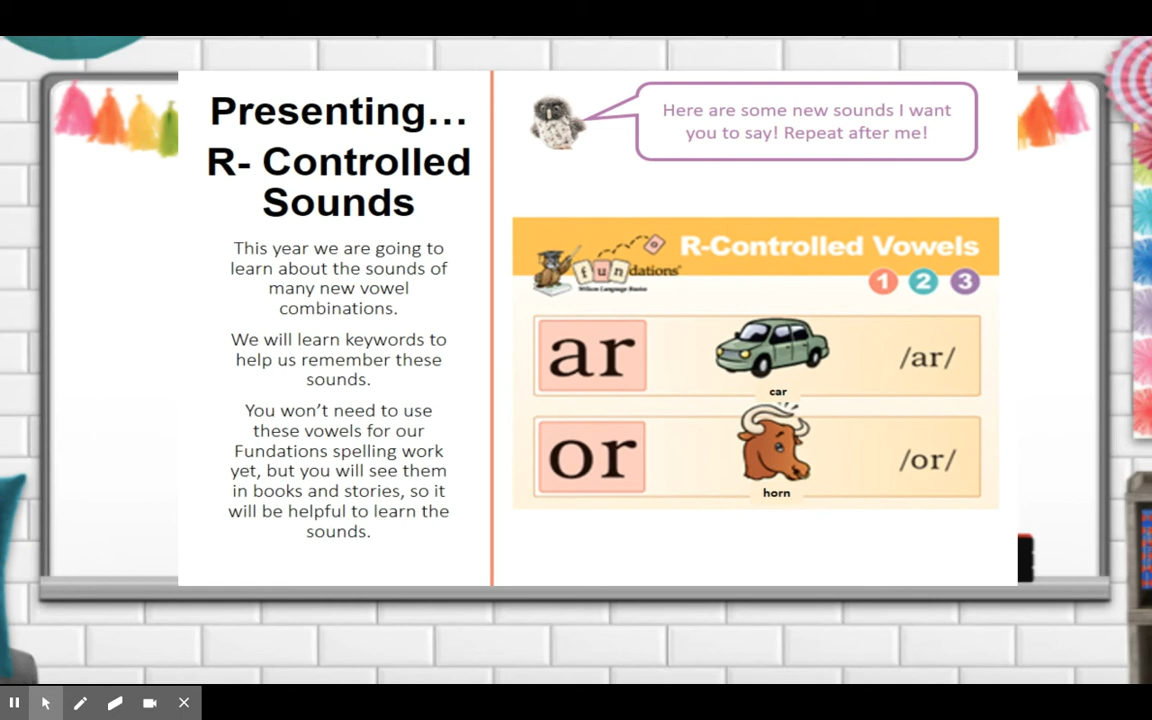 Presenting…
R- Controlled
Sounds
This year we are going to
learn about the sounds of
many new vowel
combinations.
We will learn keywords to
help us remember these
sounds.
You won’t need to use
these vowels for our
Fundations spelling work
yet, but you will see them
in books and stories, so it
will be helpful to learn the
sounds.
Here are some new sounds I want
you to say! Repeat after me!
R-Controlled Vowels
fundations®
Wilson Language Basics
1 2 3
ar
car
/ar/
or
horn
/or/